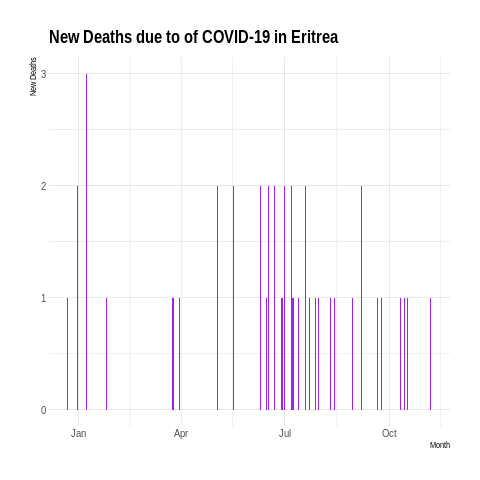 New Deaths due to of COVID-19 in Eritrea
New Deaths
3
2
1
0
Jan Apr Jul Oct
Month